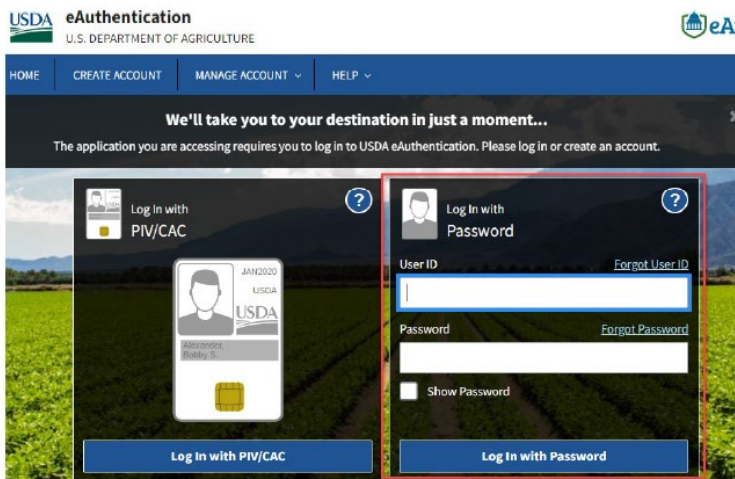 USDA
eAuthentication
U.S. DEPARTMENT OF AGRICULTURE
HOME CREATE ACCOUNT MANAGE ACCOUNT HELP
We'll take you to your destination in just a moment...
The application you are accessing requires you to log in to USDA eAuthentication. Please log in or create an account.
Log In with
PIV/CAC
?
JAN2020
USDA
USDA
Alexander,
Bobby S.
Log In with PIV/CAC
Log In with
Password
?
User ID Forgot User ID
Password Forgot Password
Show Password
Log In with Password